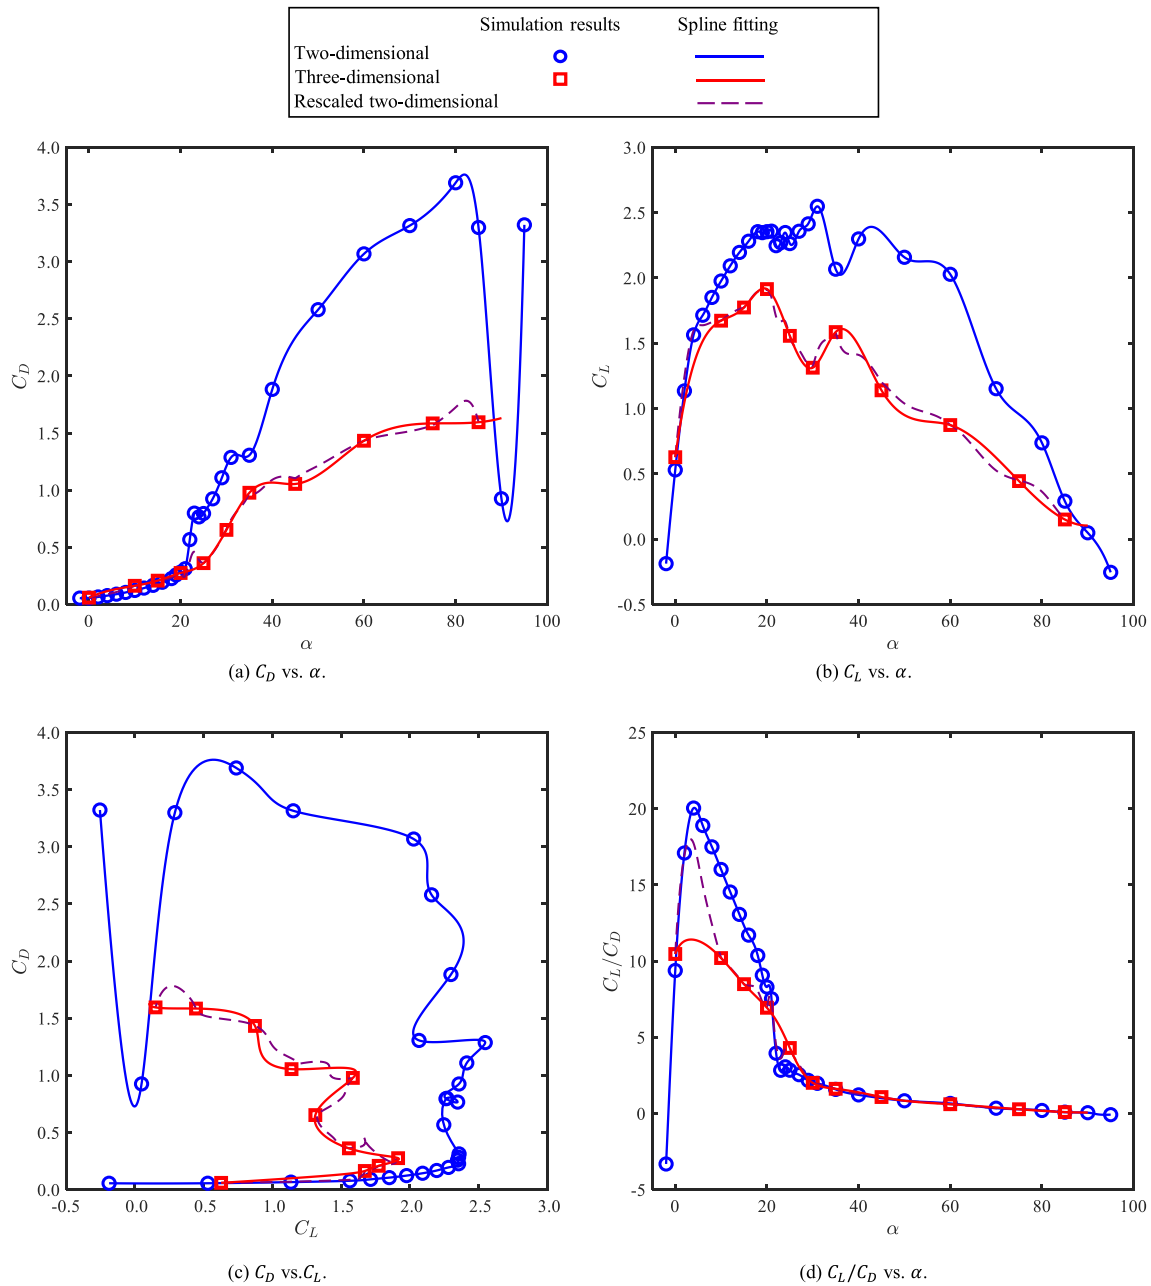 Simulation results Spline fitting
Two-dimensional
Three-dimensional
Rescaled two-dimensional
4.0
3.5
3.0
2.5
2.0
1.5
1.0
0.5
0.0
C_D
0 20 40 60 80 100
α
(a) C_D vs. α.
3.0
2.5
2.0
1.5
1.0
0.5
0.0
-0.5
C_L
0 20 40 60 80 100
α
(b) C_L vs. α.
4.0
3.5
3.0
2.5
2.0
1.5
1.0
0.5
0.0
C_D
-0.5 0.0 0.5 1.0 1.5 2.0 2.5 3.0
C_L
(c) C_D vs.C_L.
25
20
15
10
5
0
-5
C_L/C_D
0 20 40 60 80 100
α
(d) C_L/C_D vs. α.